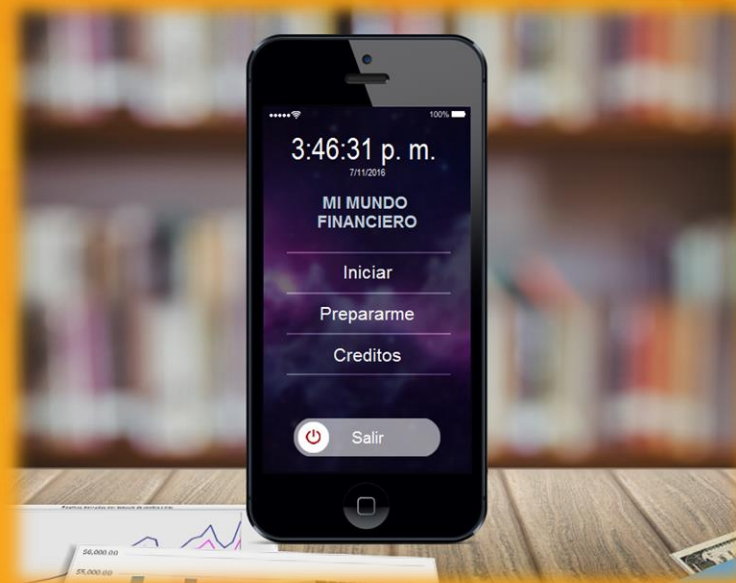 100%
3:46:31 p. m.
7/11/2016
MI MUNDO
FINANCIERO
Iniciar
Prepararme
Creditos
Salir
$6,000.00
$5,000.00